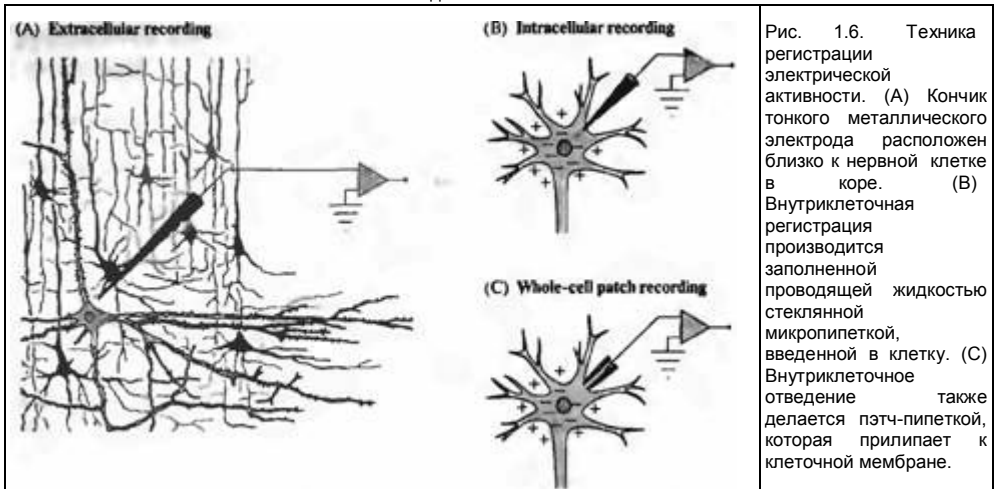 (A) Extracellular recording
(B) Intracellular recording
(C) Whole-cell patch recording
Рис. 1.6. Техника
регистрации
электрической
активности. (А) Кончик
тонкого металлического
электрода расположен
близко к нервной клетке
в коре. (В)
Внутриклеточная
регистрация
производится
заполненной
проводящей жидкостью
стеклянной
микропипеткой,
введенной в клетку. (С)
Внутриклеточное
отведение также
делается пэтч-пипеткой,
которая прилипает к
клеточной мембране.